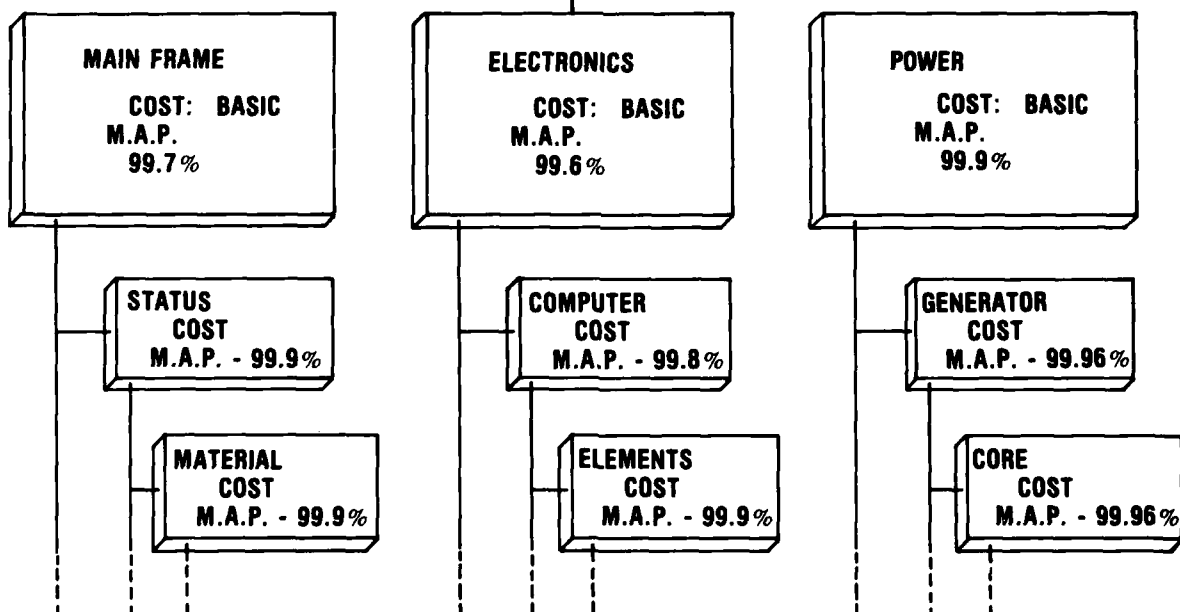 MAIN FRAME
COST: BASIC
M.A.P.
99.7%
ELECTRONICS
COST: BASIC
M.A.P.
99.6%
POWER
COST: BASIC
M.A.P.
99.9%
STATUS
COST
M.A.P. - 99.9%
COMPUTER
COST
M.A.P. - 99.8%
GENERATOR
COST
M.A.P. - 99.96%
MATERIAL
COST
M.A.P. - 99.9%
ELEMENTS
COST
M.A.P. - 99.9%
CORE
COST
M.A.P. - 99.96%